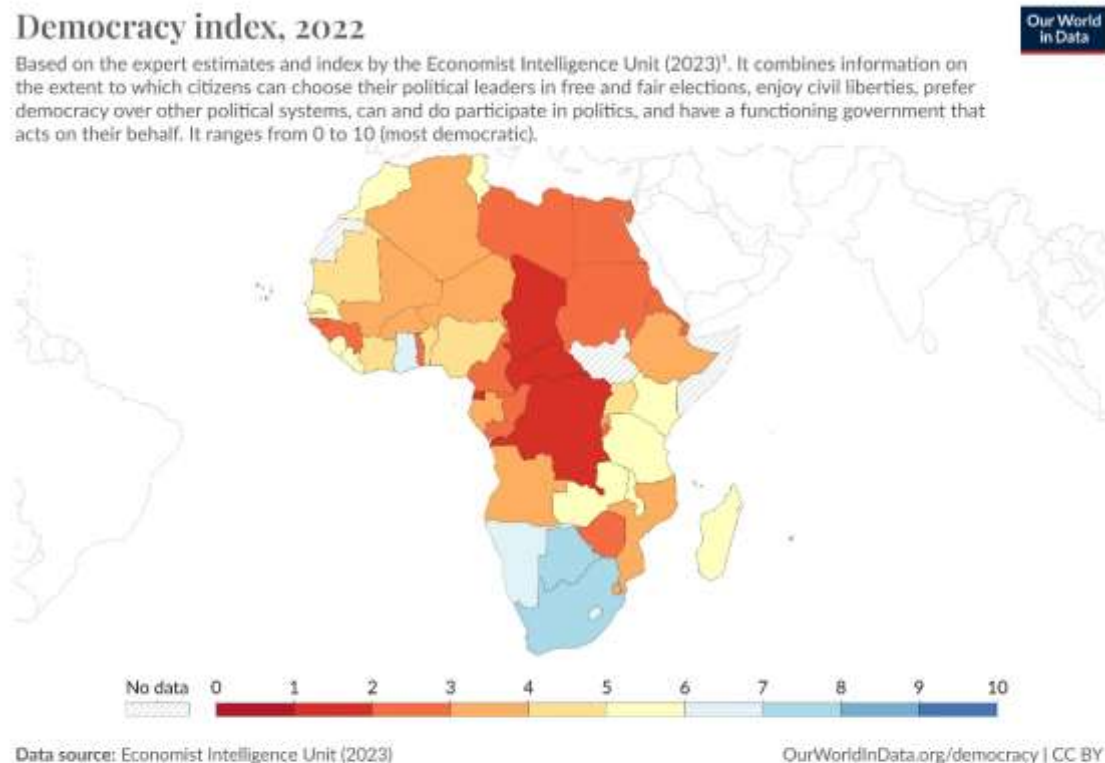 Democracy index, 2022
Our World
in Data
Based on the expert estimates and index by the Economist Intelligence Unit (2023)¹. It combines information on
the extent to which citizens can choose their political leaders in free and fair elections, enjoy civil liberties, prefer
democracy over other political systems, can and do participate in politics, and have a functioning government that
acts on their behalf. It ranges from 0 to 10 (most democratic).
No data 0 1 2 3 4 5 6 7 8 9 10
Data source: Economist Intelligence Unit (2023) OurWorldInData.org/democracy | CC BY